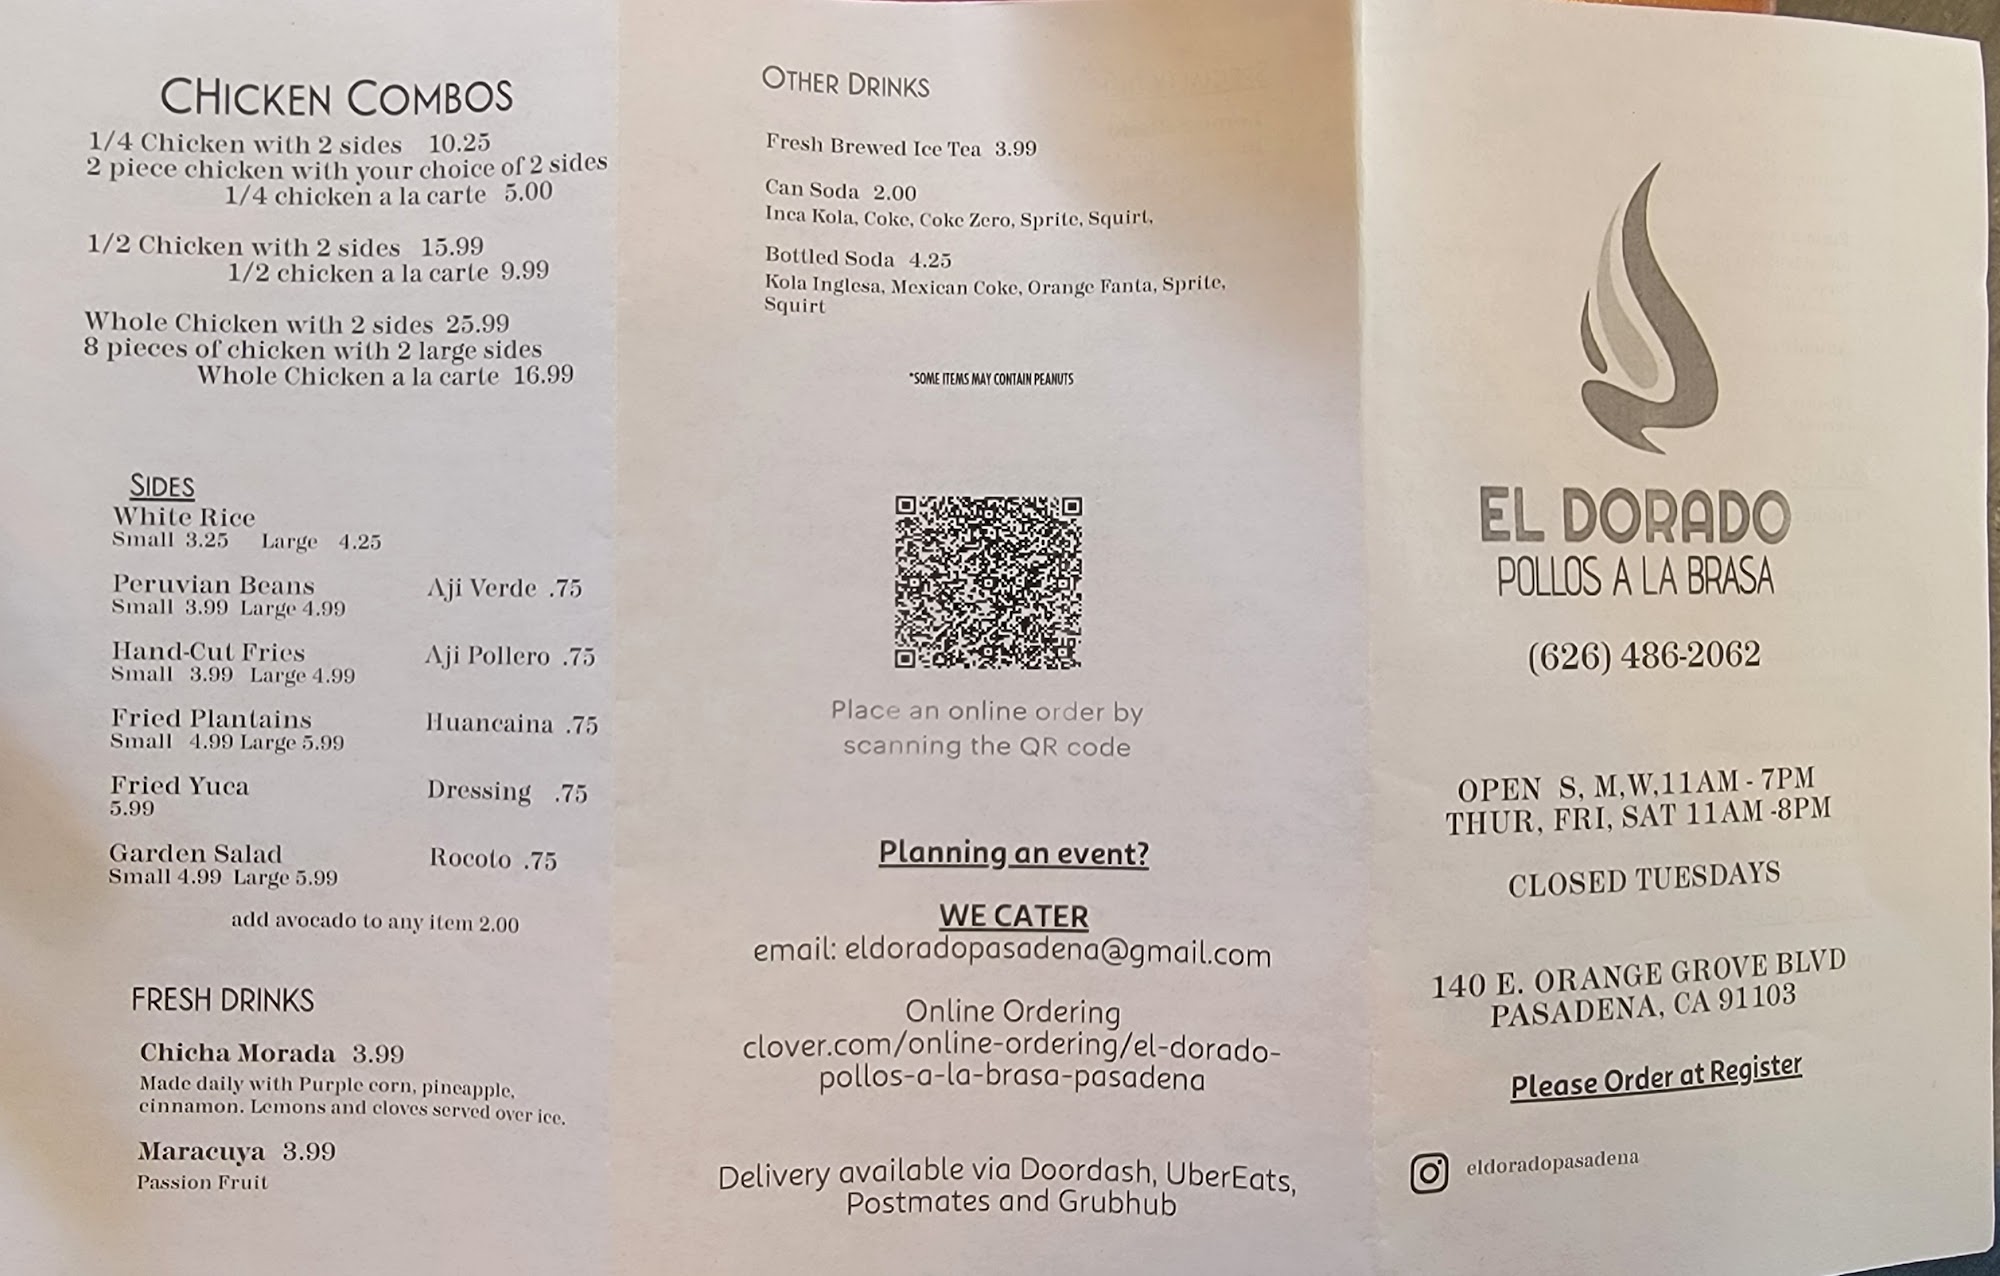 CHICKEN COMBOS
1/4 Chicken with 2 sides 10.25
2 piece chicken with your choice of 2 sides
1/4 chicken a la carte 5.00
1/2 Chicken with 2 sides 15.99
1/2 chicken a la carte 9.99
Whole Chicken with 2 sides 25.99
8 pieces of chicken with 2 large sides
Whole Chicken a la carte 16.99
SIDES
White Rice
Small 3.25 Large 4.25
Peruvian Beans
Small 3.99 Large 4.99
Hand-Cut Fries
Small 3.99 Large 4.99
Fried Plantains
Small 4.99 Large 5.99
Fried Yuca
5.99
Garden Salad
Small 4.99 Large 5.99
Aji Verde .75
Aji Pollero .75
Huancaina .75
Dressing .75
Rocoto .75
add avocado to any item 2.00
FRESH DRINKS
Chicha Morada 3.99
Made daily with Purple corn, pineapple,
cinnamon. Lemons and cloves served over ice.
Maracuya 3.99
Passion Fruit
OTHER DRINKS
Fresh Brewed Ice Tea 3.99
Can Soda 2.00
Inca Kola, Coke, Coke Zero, Sprite, Squirt,
Bottled Soda 4.25
Kola Inglesa, Mexican Coke, Orange Fanta, Sprite,
Squirt
*SOME ITEMS MAY CONTAIN PEANUTS
Place an online order by
scanning the QR code
Planning an event?
WE CATER
email: eldoradopasadena@gmail.com
Online Ordering
clover.com/online-ordering/el-dorado-
pollos-a-la-brasa-pasadena
Delivery available via Doordash, UberEats,
Postmates and Grubhub
EL DORADO
POLLOS A LA BRASA
(626) 486-2062
OPEN S, M,W,11AM - 7PM
THUR, FRI, SAT 11AM -8PM
CLOSED TUESDAYS
140 E. ORANGE GROVE BLVD
PASADENA, CA 91103
Please Order at Register
eldoradopasadena